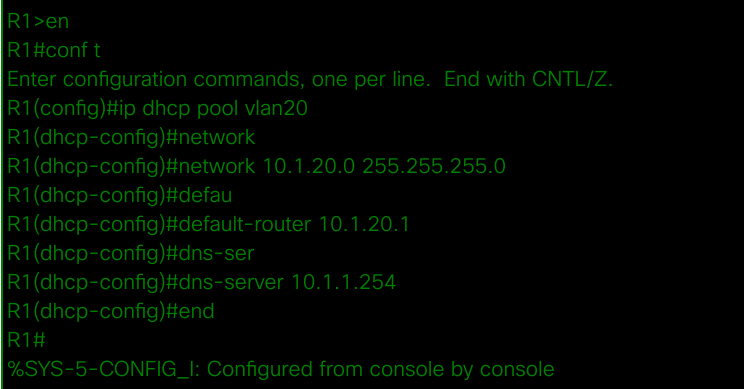 R1>en
R1#conf t
Enter configuration commands, one per line.  End with CNTL/Z.
R1(config)#ip dhcp pool vlan20
R1(dhcp-config)#network
R1(dhcp-config)#network 10.1.20.0 255.255.255.0
R1(dhcp-config)#defau
R1(dhcp-config)#default-router 10.1.20.1
R1(dhcp-config)#dns-ser
R1(dhcp-config)#dns-server 10.1.1.254
R1(dhcp-config)#end
R1#
%SYS-5-CONFIG_I: Configured from console by console